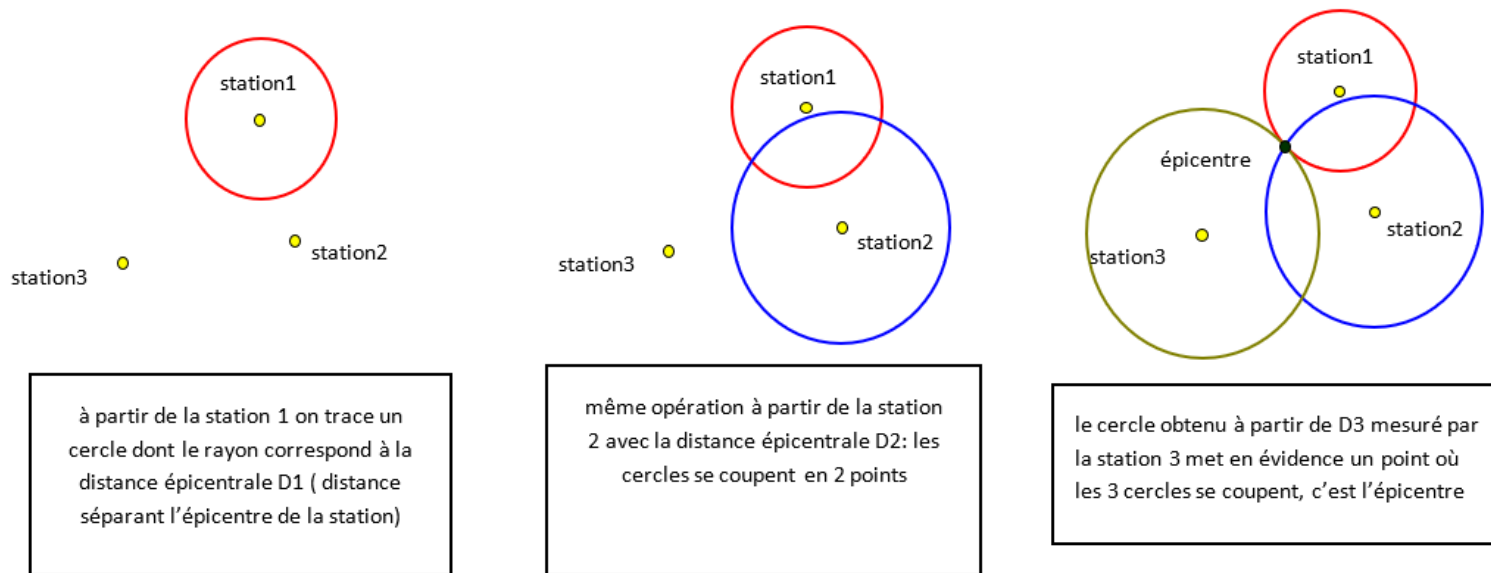 station1
station2
station3
à partir de la station 1 on trace un
cercle dont le rayon correspond à la
distance épicentrale D1 ( distance
séparant l’épicentre de la station)
station1
station2
station3
même opération à partir de la station
2 avec la distance épicentrale D2: les
cercles se coupent en 2 points
station1
épicentre
station2
station3
le cercle obtenu à partir de D3 mesuré par
la station 3 met en évidence un point où
les 3 cercles se coupent, c’est l’épicentre